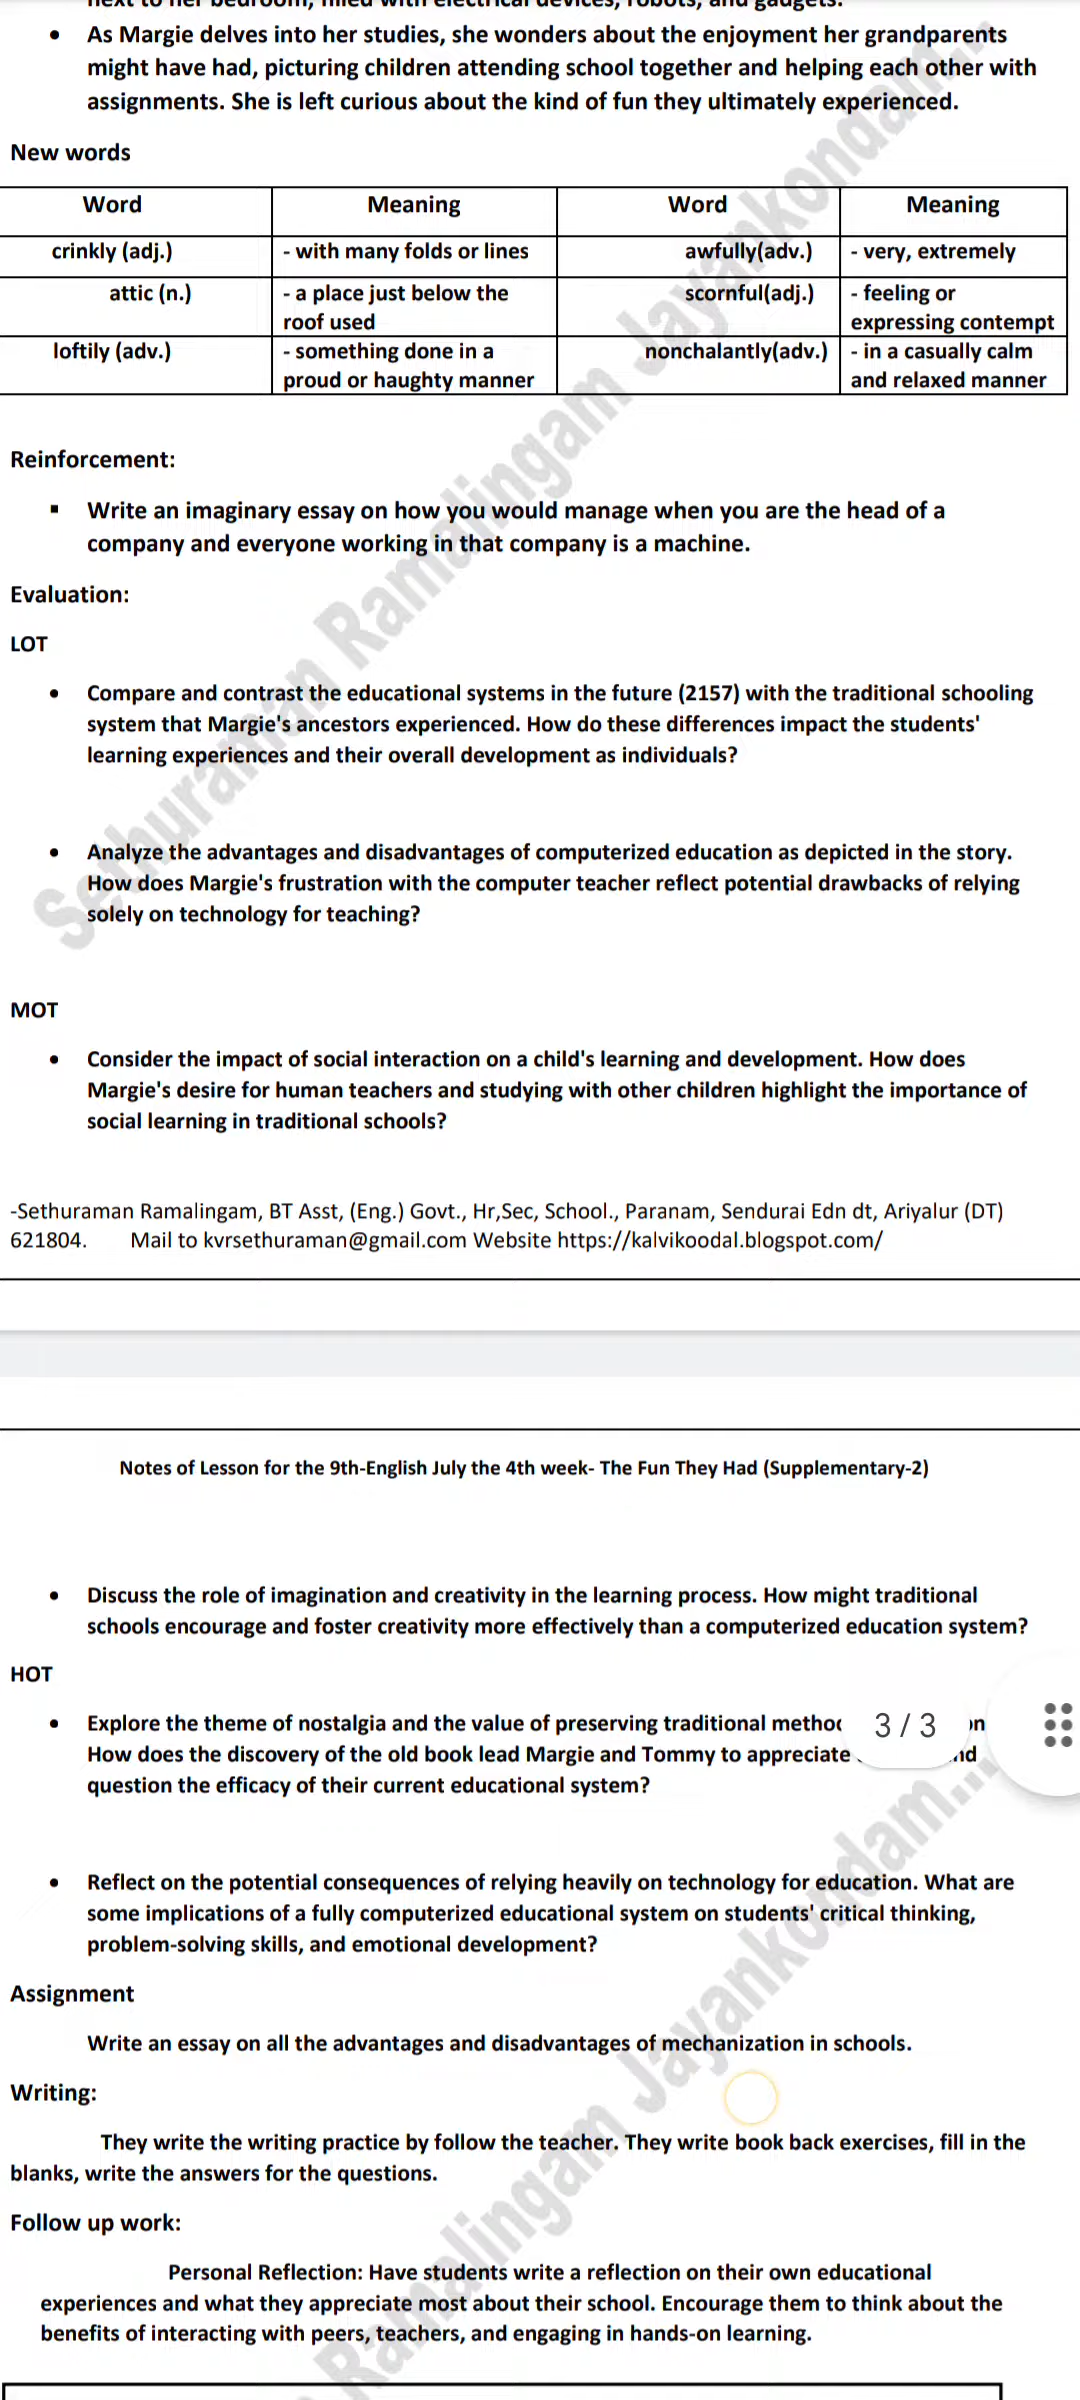 As Margie delves into her studies, she wonders about the enjoyment her grandparents
might have had, picturing children attending school together and helping each other with
assignments. She is left curious about the kind of fun they ultimately experienced.
New words
Word Meaning Word Meaning
crinkly (adj.) - with many folds or lines awfully(adv.) - very, extremely
attic (n.) - a place just below the scornful(adj.) - feeling or
roof used expressing contempt
loftily (adv.) - something done in a nonchalantly(adv.) - in a casually calm
proud or haughty manner and relaxed manner
Reinforcement:
Write an imaginary essay on how you would manage when you are the head of a
company and everyone working in that company is a machine.
Evaluation:
LOT
Compare and contrast the educational systems in the future (2157) with the traditional schooling
system that Margie's ancestors experienced. How do these differences impact the students'
learning experiences and their overall development as individuals?
Analyze the advantages and disadvantages of computerized education as depicted in the story.
How does Margie's frustration with the computer teacher reflect potential drawbacks of relying
solely on technology for teaching?
MOT
Consider the impact of social interaction on a child's learning and development. How does
Margie's desire for human teachers and studying with other children highlight the importance of
social learning in traditional schools?
-Sethuraman Ramalingam, BT Asst, (Eng.) Govt., Hr,Sec, School., Paranam, Sendurai Edn dt, Ariyalur (DT)
621804. Mail to kvrsethuraman@gmail.com Website https://kalvikoodal.blogspot.com/
Sethuraman Ramalingam Jayankondam...
Notes of Lesson for the 9th-English July the 4th week- The Fun They Had (Supplementary-2)
Discuss the role of imagination and creativity in the learning process. How might traditional
schools encourage and foster creativity more effectively than a computerized education system?
HOT
Explore the theme of nostalgia and the value of preserving traditional
3 / 3
How does the discovery of the old book lead Margie and Tommy to appreciate
question the efficacy of their current educational system?
Reflect on the potential consequences of relying heavily on technology for education. What are
some implications of a fully computerized educational system on students' critical thinking,
problem-solving skills, and emotional development?
Assignment
Write an essay on all the advantages and disadvantages of mechanization in schools.
Writing:
They write the writing practice by follow the teacher. They write book back exercises, fill in the
blanks, write the answers for the questions.
Follow up work:
Personal Reflection: Have students write a reflection on their own educational
experiences and what they appreciate most about their school. Encourage them to think about the
benefits of interacting with peers, teachers, and engaging in hands-on learning.
Ramalingam Jayankondam...